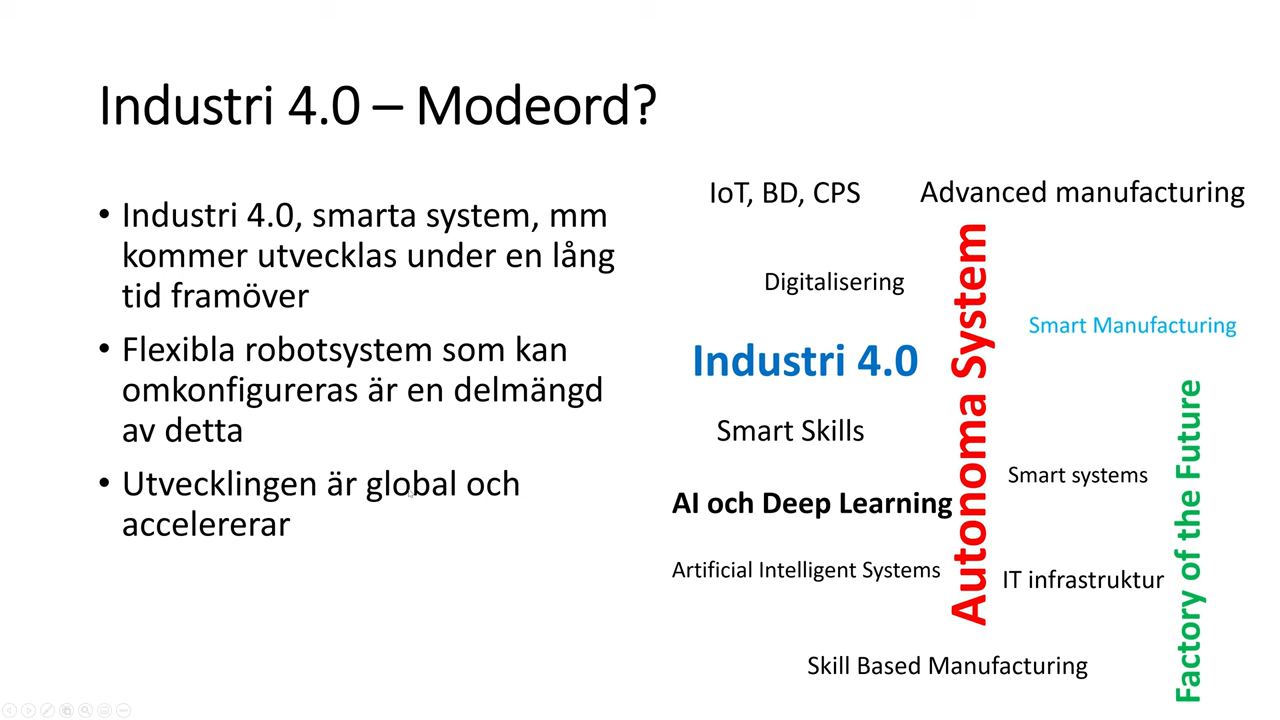 Industri 4.0 – Modeord?
• Industri 4.0, smarta system, mm
kommer utvecklas under en lång
tid framöver
• Flexibla robotsystem som kan
omkonfigureras är en delmängd
av detta
• Utvecklingen är global och
accelererar
IoT, BD, CPS
Advanced manufacturing
Digitalisering
Autonoma System
Smart Manufacturing
Industri 4.0
Smart Skills
Smart systems
Factory of the Future
AI och Deep Learning
Artificial Intelligent Systems
IT infrastruktur
Skill Based Manufacturing